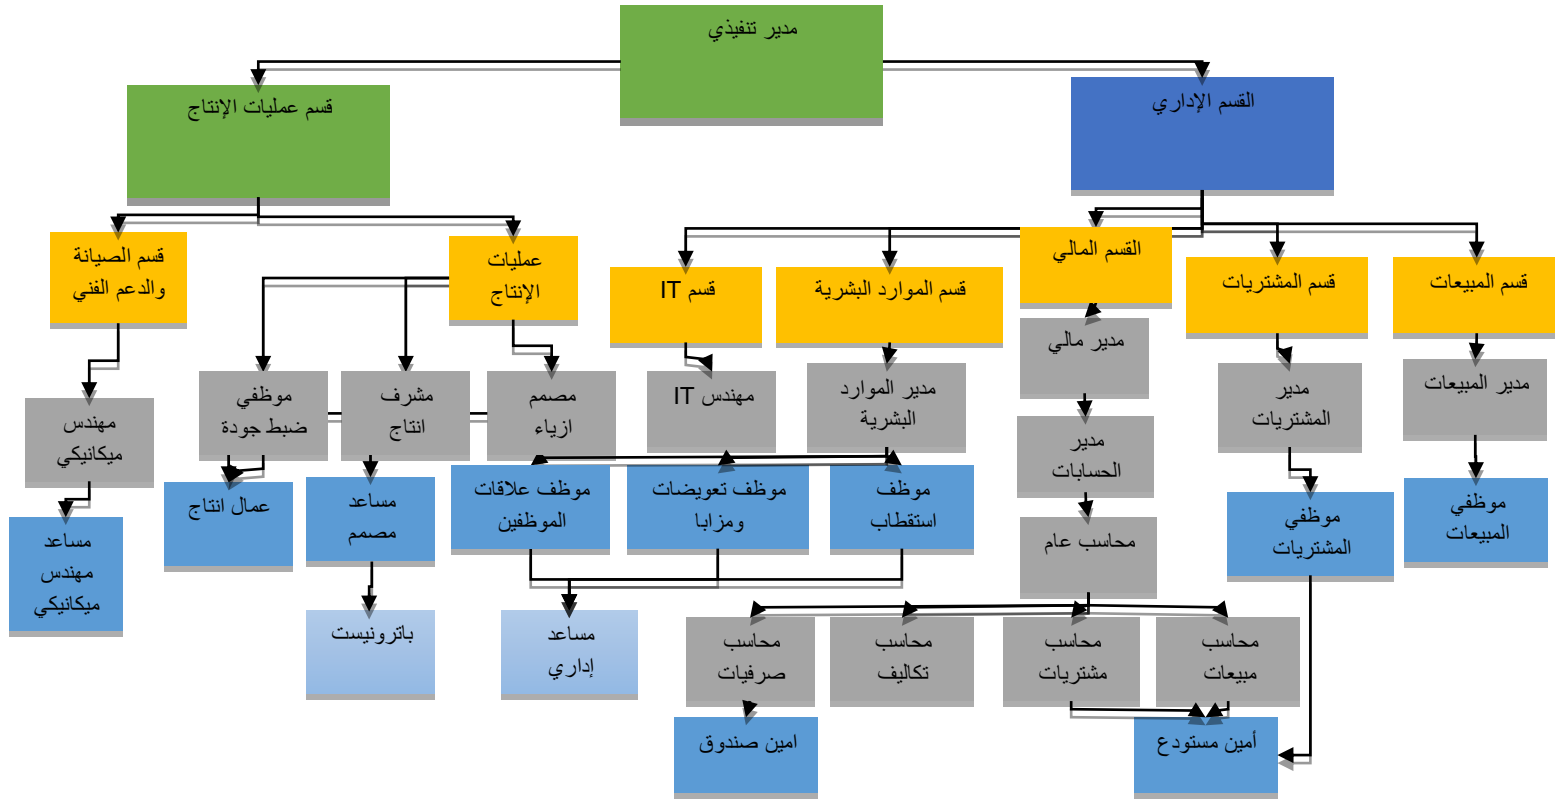 مدير تنفيذي
القسم الإداري
قسم عمليات الإنتاج
قسم المبيعات
قسم المشتريات
القسم المالي
قسم الموارد البشرية
قسم IT
عمليات
الإنتاج
قسم الصيانة
والدعم الفني
مدير المبيعات
مدير
المشتريات
مدير مالي
مدير الموارد
البشرية
مهندس IT
مصمم
ازياء
مشرف
انتاج
موظفي
ضبط جودة
مهندس
ميكانيكي
مدير
الحسابات
موظفي
المبيعات
موظفي
المشتريات
موظف
استقطاب
موظف تعويضات
ومزابا
موظف علاقات
الموظفين
مساعد
مصمم
عمال انتاج
مساعد
مهندس
ميكانيكي
محاسب عام
محاسب
مبيعات
محاسب
مشتريات
محاسب
تكاليف
محاسب
صرفيات
مساعد
إداري
باترونيست
أمين مستودع
امين صندوق